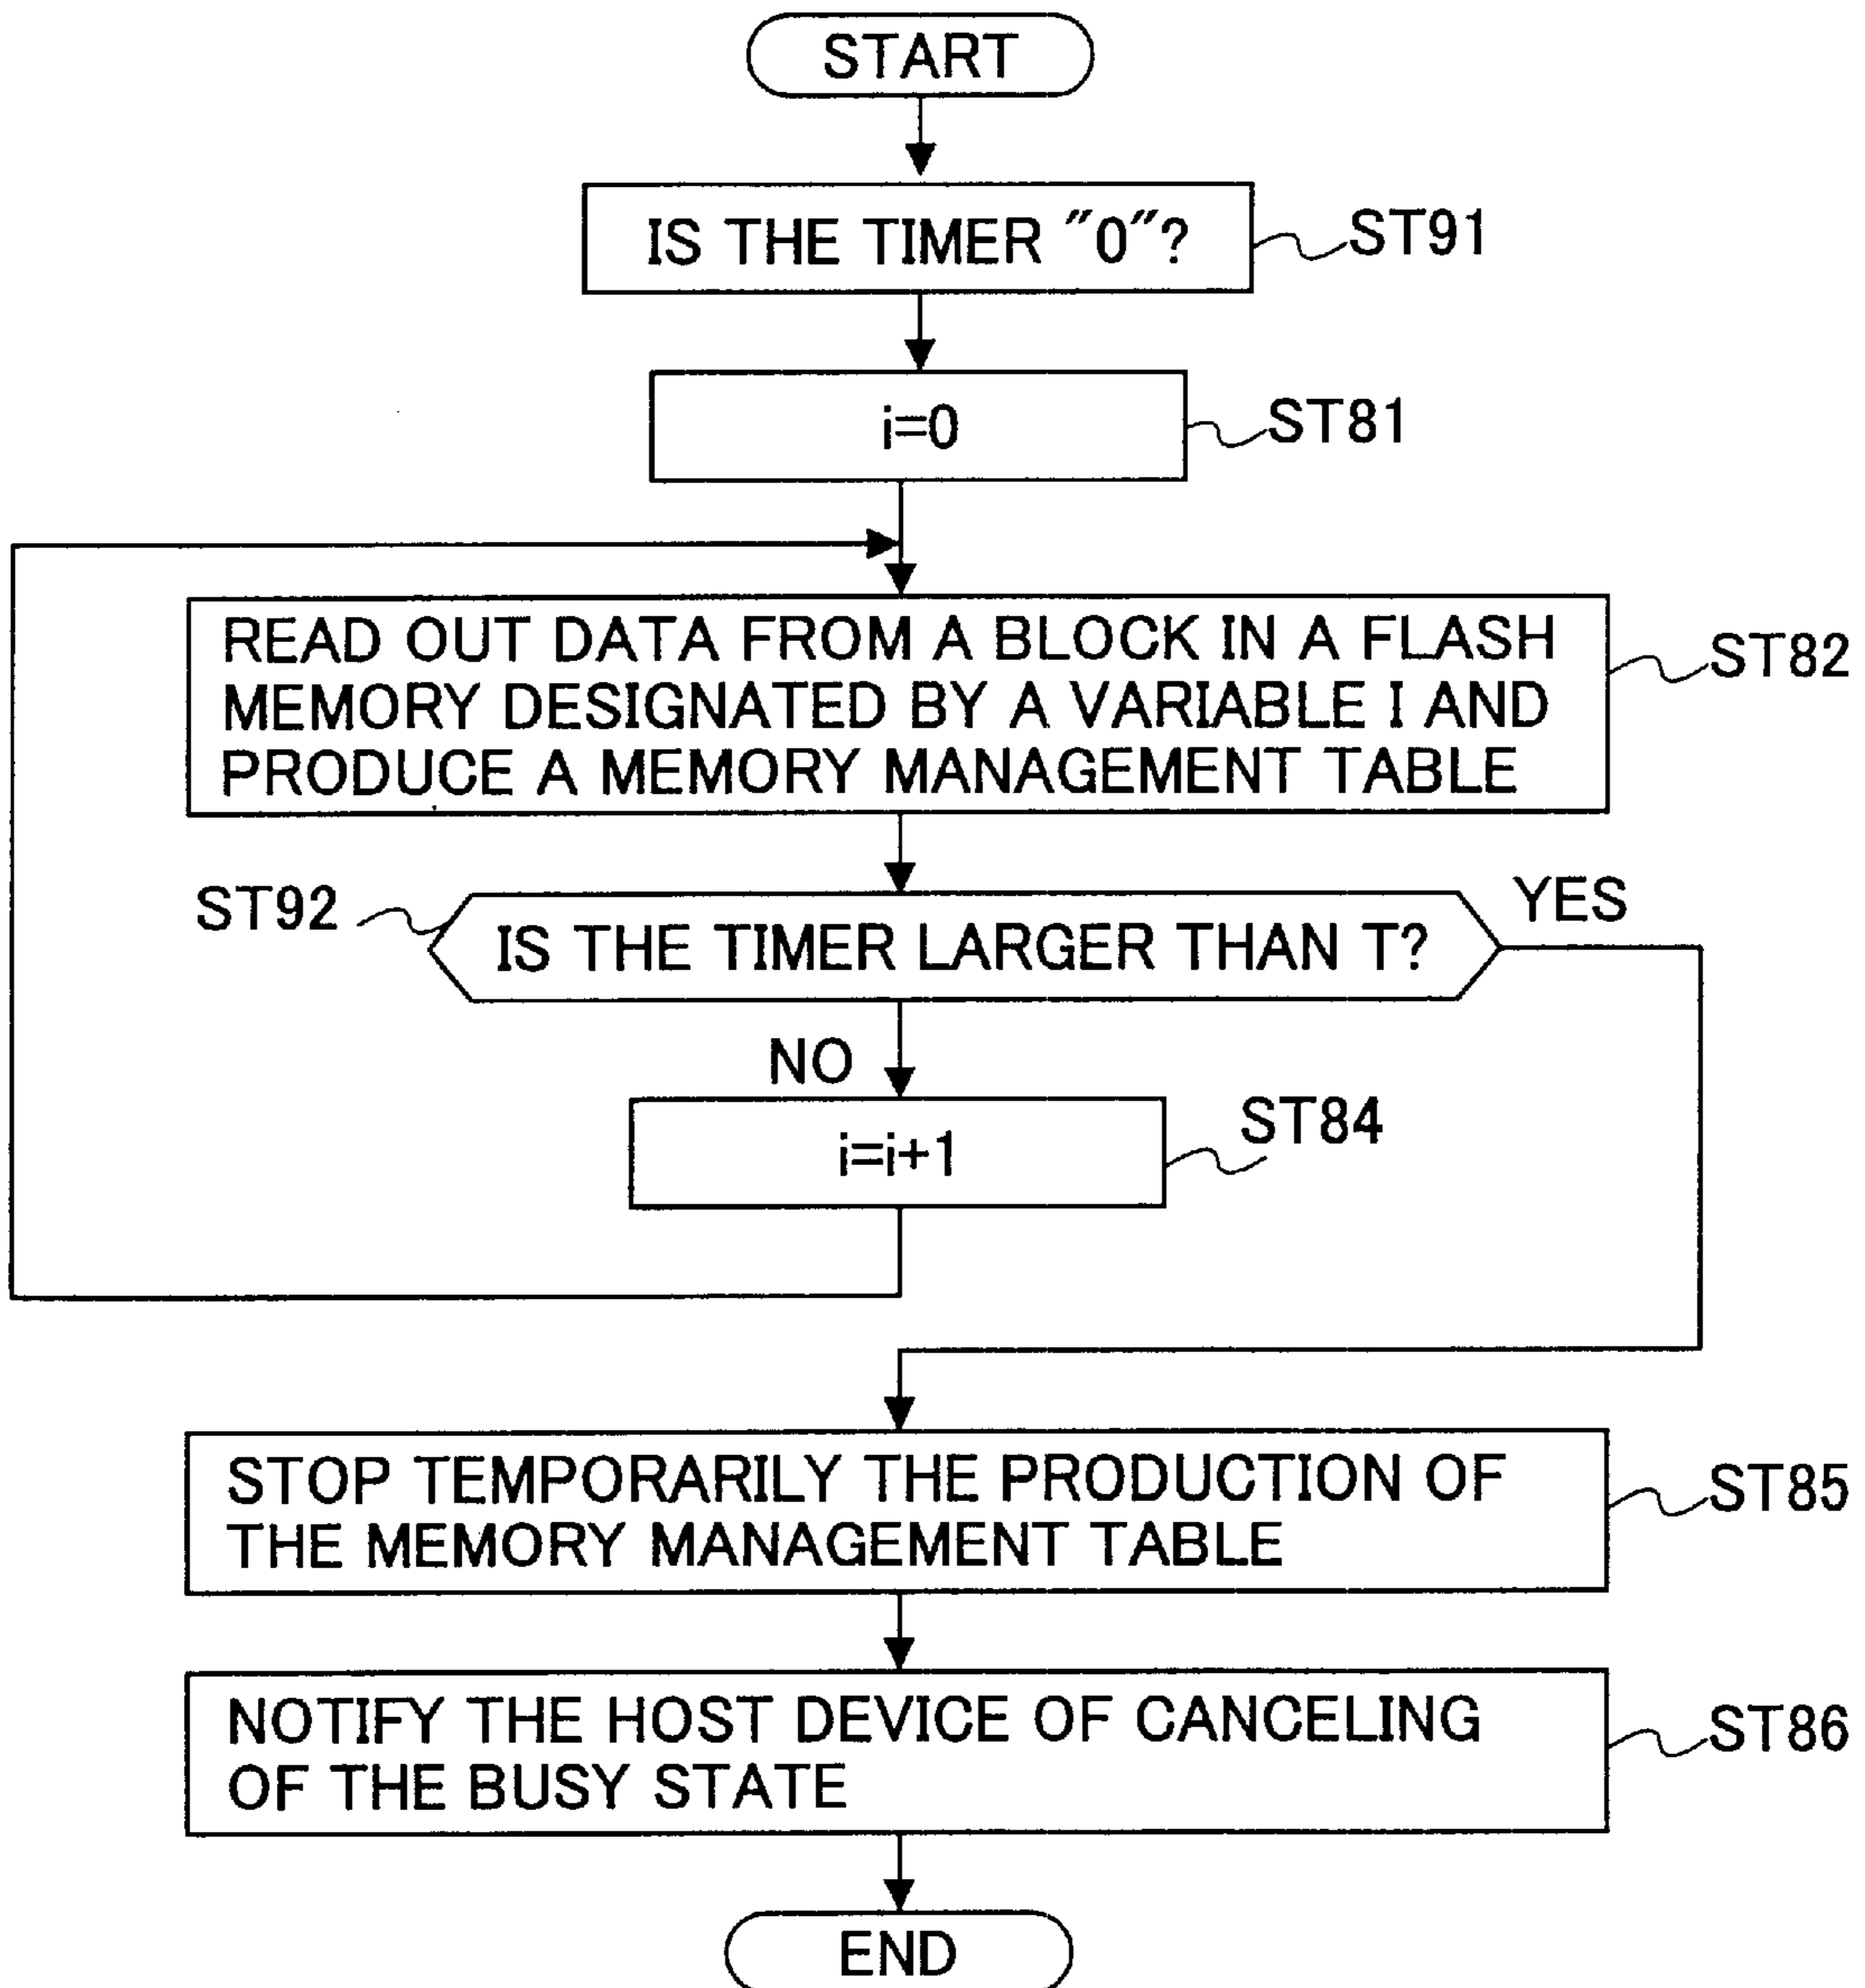 START
IS THE TIMER "0"?
ST91
i=0
ST81
READ OUT DATA FROM A BLOCK IN A FLASH
MEMORY DESIGNATED BY A VARIABLE I AND
PRODUCE A MEMORY MANAGEMENT TABLE
ST82
ST92
IS THE TIMER LARGER THAN T?
YES
NO
i=i+1
ST84
STOP TEMPORARILY THE PRODUCTION OF
THE MEMORY MANAGEMENT TABLE
ST85
NOTIFY THE HOST DEVICE OF CANCELING
OF THE BUSY STATE
ST86
END